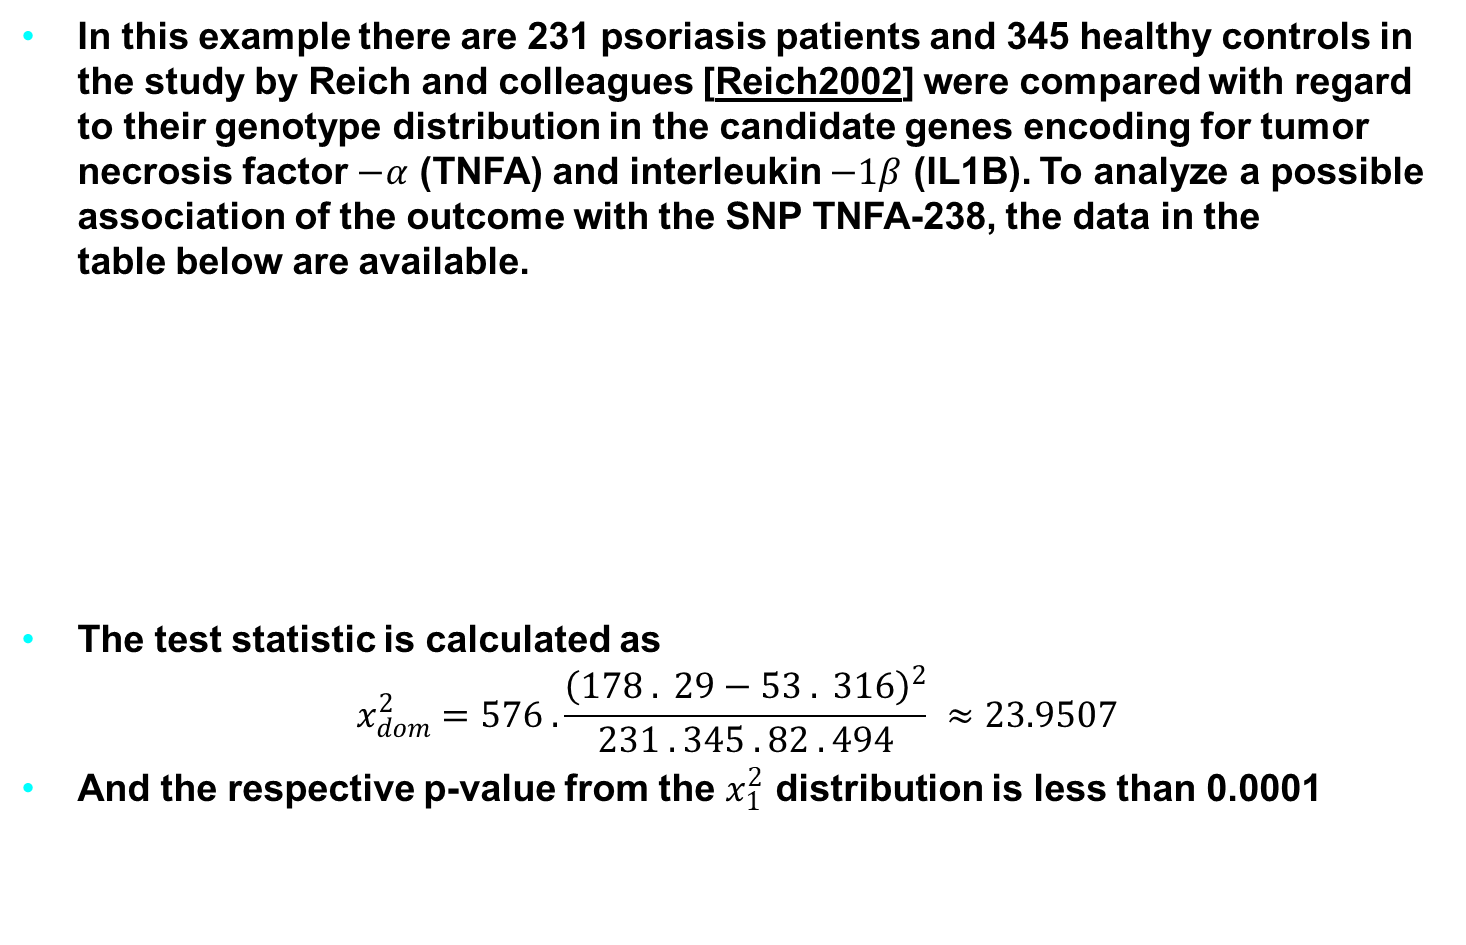 • In this example there are 231 psoriasis patients and 345 healthy controls in
the study by Reich and colleagues [Reich2002] were compared with regard
to their genotype distribution in the candidate genes encoding for tumor
necrosis factor −α (TNFA) and interleukin −1β (IL1B). To analyze a possible
association of the outcome with the SNP TNFA-238, the data in the
table below are available.
• The test statistic is calculated as
x²_dom = 576 . (178 . 29 − 53 . 316)² / 231 . 345 . 82 . 494 ≈ 23.9507
• And the respective p-value from the x²₁ distribution is less than 0.0001